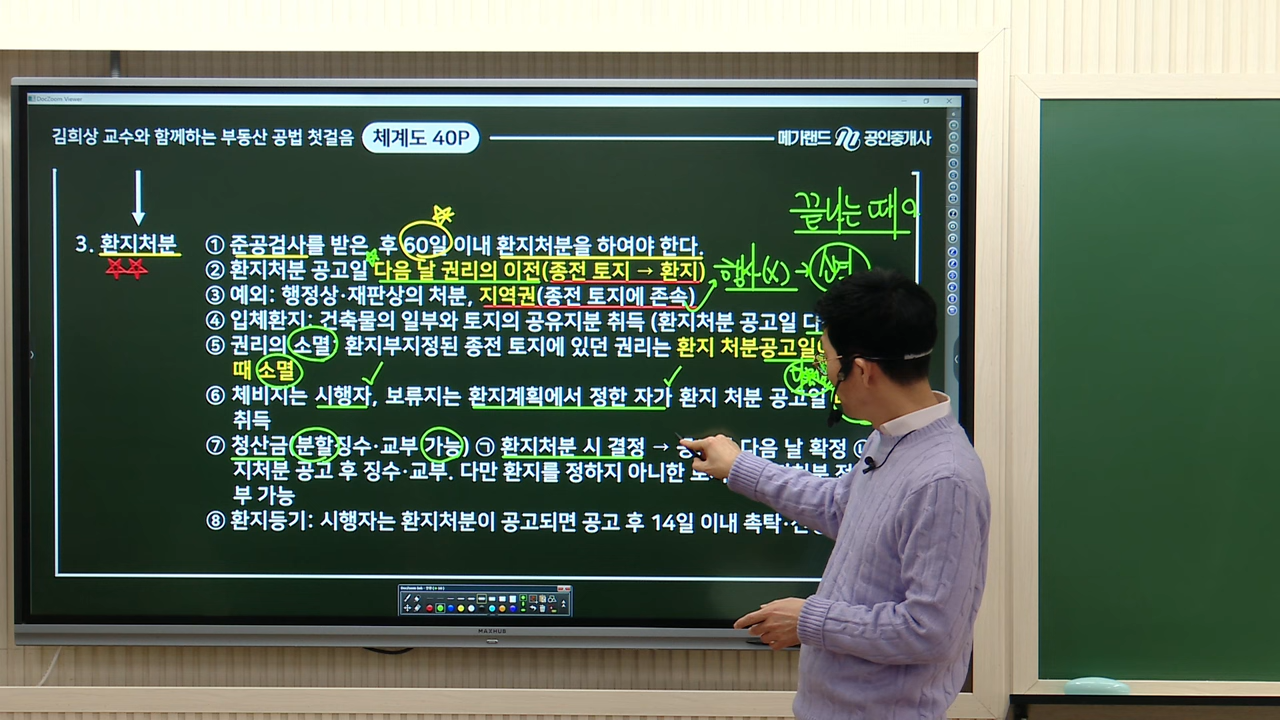 DocZoom Viewer
김희상 교수와 함께하는 부동산 공법 첫걸음 체계도 40P 메가랜드 공인중개사
끝나는 때
3. 환지처분
① 준공검사를 받은 후 60일 이내 환지처분을 하여야 한다.
② 환지처분 공고일 다음 날 권리의 이전(종전 토지 → 환지)
행사(X) →
③ 예외: 행정상·재판상의 처분, 지역권(종전 토지에 존속)
④ 입체환지: 건축물의 일부와 토지의 공유지분 취득 (환지처분 공고일
⑤ 권리의 소멸 환지부지정된 종전 토지에 있던 권리는 환지 처분공고일
때 소멸
⑥ 체비지는 시행자, 보류지는 환지계획에서 정한 자가 환지 처분 공고일
취득
⑦ 청산금(분할징수·교부 가능) ㉠ 환지처분 시 결정 → 다음 날 확정
지처분 공고 후 징수·교부. 다만 환지를 정하지 아니한
부 가능
⑧ 환지등기: 시행자는 환지처분이 공고되면 공고 후 14일 이내 촉탁·
MAXHUB